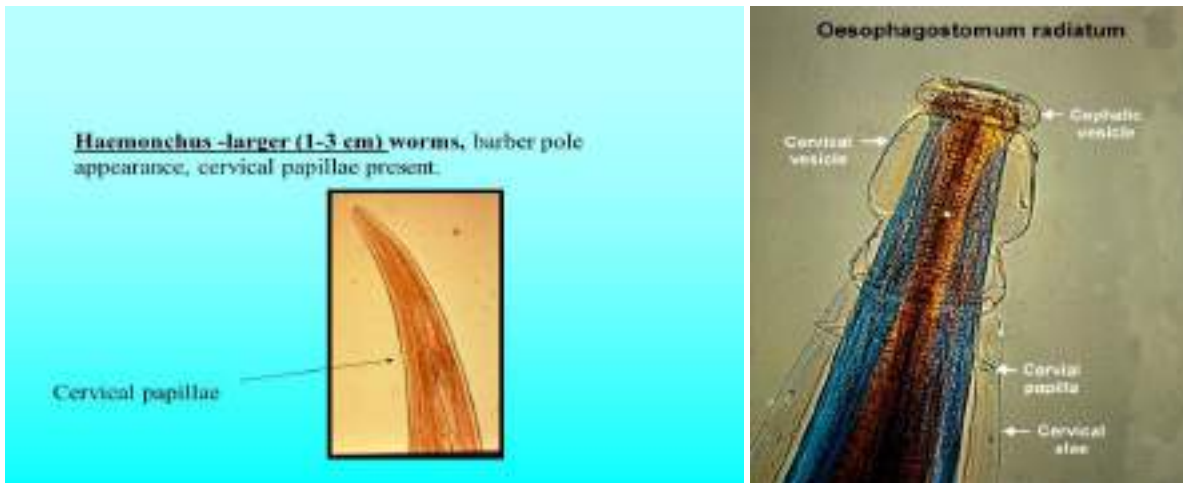 Haemonchus -larger (1-3 cm) worms, barber pole
appearance, cervical papillae present.
Cervical papillae
Oesophagostomum radiatum
Cephalic
vesicle
Cervical
vesicle
Cervial
papilla
Cervical
alae